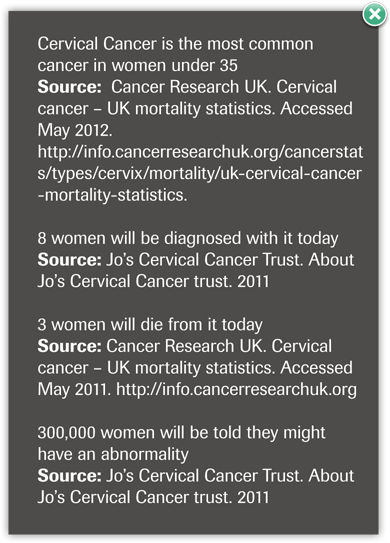 Cervical Cancer is the most common
cancer in women under 35
Source:  Cancer Research UK. Cervical
cancer – UK mortality statistics. Accessed
May 2012.
http://info.cancerresearchuk.org/cancerstat
s/types/cervix/mortality/uk-cervical-cancer
-mortality-statistics.
8 women will be diagnosed with it today
Source: Jo’s Cervical Cancer Trust. About
Jo’s Cervical Cancer trust. 2011
3 women will die from it today
Source: Cancer Research UK. Cervical
cancer – UK mortality statistics. Accessed
May 2011. http://info.cancerresearchuk.org
300,000 women will be told they might
have an abnormality
Source: Jo’s Cervical Cancer Trust. About
Jo’s Cervical Cancer trust. 2011